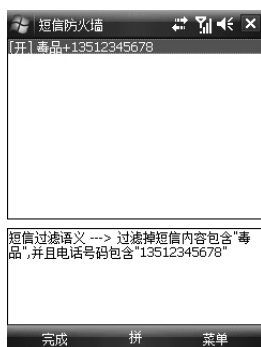 短信防火墙
[开] 毒品+13512345678
短信过滤语义 ---> 过滤掉短信内容包含"毒
品",并且电话号码包含"13512345678"
完成 拼 菜单